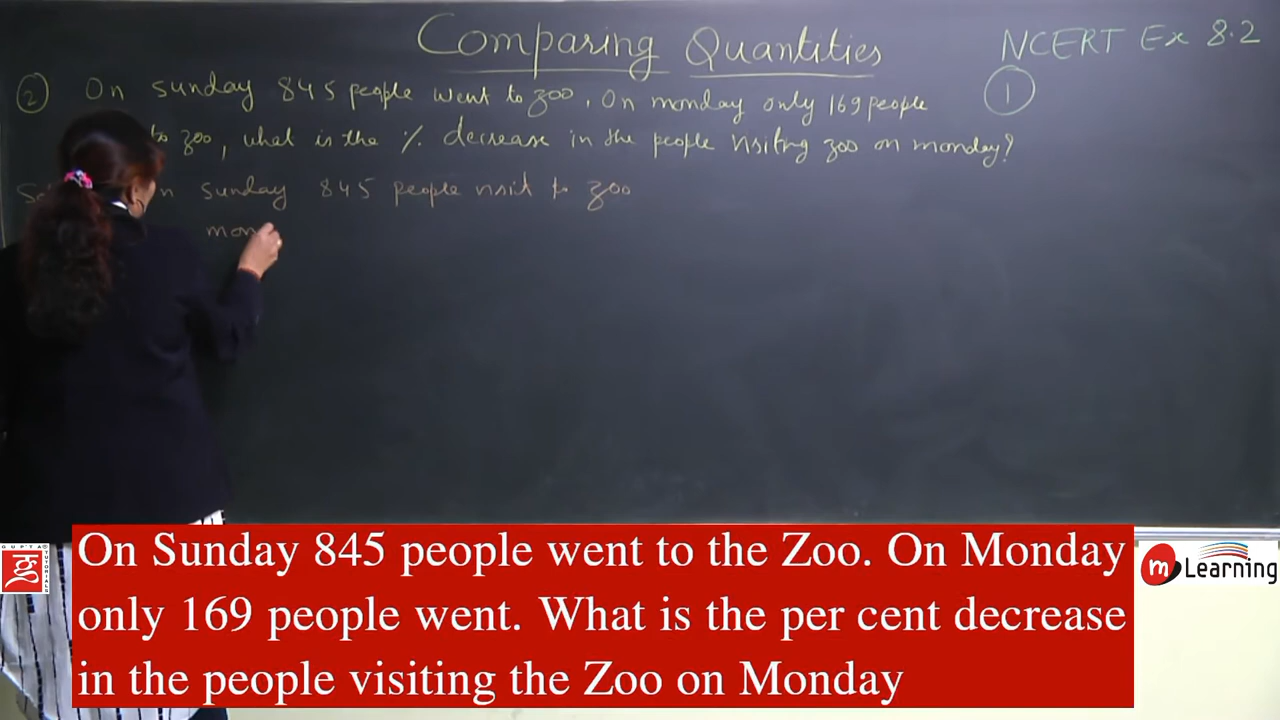 Comparing Quantities
NCERT Ex 8.2
① 
② On sunday 845 people went to zoo. On monday only 169 people
to zoo, what is the % decrease in the people visiting zoo on monday?
sunday 845 people visit to zoo
mon
On Sunday 845 people went to the Zoo. On Monday
only 169 people went. What is the per cent decrease
in the people visiting the Zoo on Monday
GUPTA
TUTORIALS
m Learning